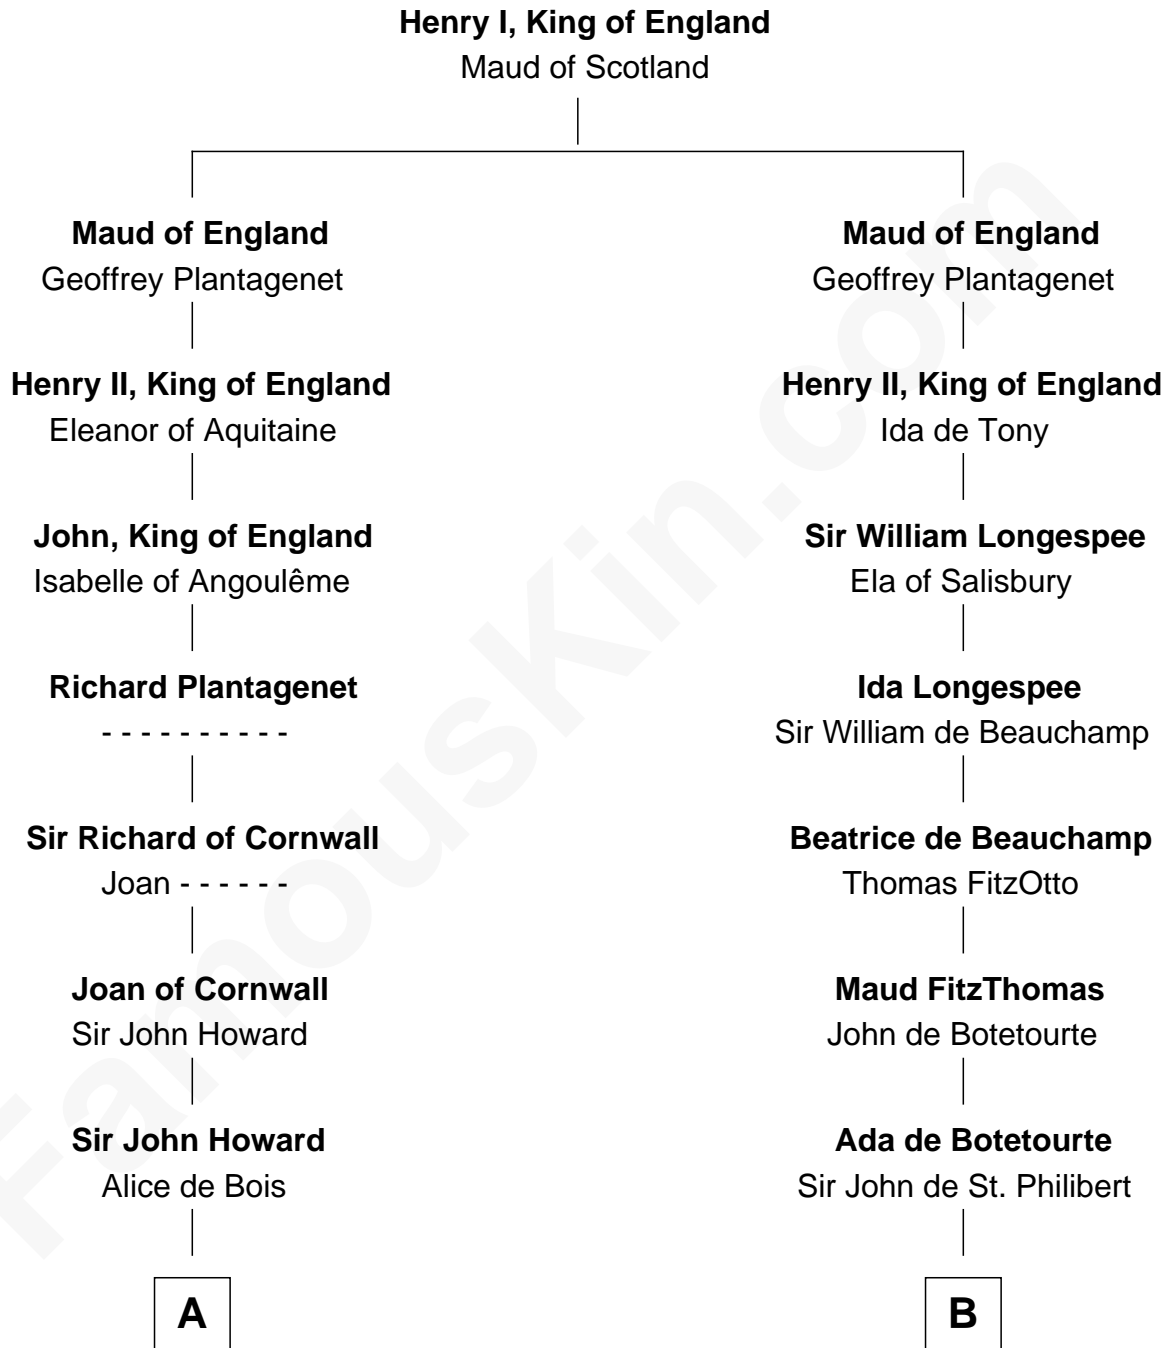 Henry I, King of England
Maud of Scotland
Maud of England
Geoffrey Plantagenet
Henry II, King of England
Eleanor of Aquitaine
John, King of England
Isabelle of Angoulême
Richard Plantagenet
- - - - - - - - - -
Sir Richard of Cornwall
Joan - - - - - -
Joan of Cornwall
Sir John Howard
Sir John Howard
Alice de Bois
A
Maud of England
Geoffrey Plantagenet
Henry II, King of England
Ida de Tony
Sir William Longespee
Ela of Salisbury
Ida Longespee
Sir William de Beauchamp
Beatrice de Beauchamp
Thomas FitzOtto
Maud FitzThomas
John de Botetourte
Ada de Botetourte
Sir John de St. Philibert
B
FamousKin.com